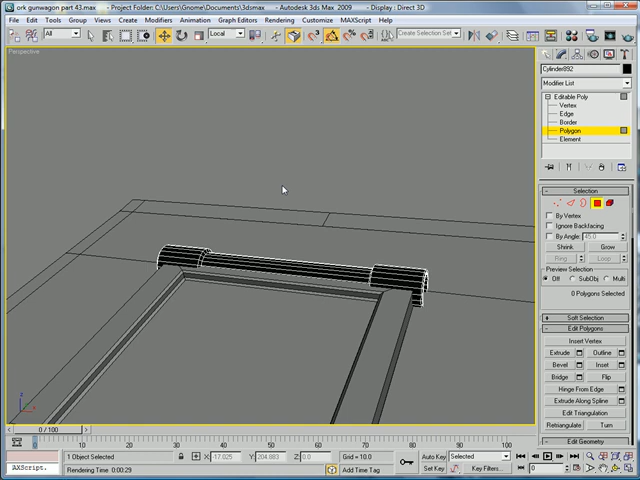 ork gunwagon part 43.max - Project Folder: C:\Users\Gnome\Documents\3dsmax - Autodesk 3ds Max 2009 - Display : Direct 3D
File Edit Tools Group Views Create Modifiers Animation Graph Editors Rendering Customize MAXScript Help
All Local Create Selection Set
Perspective
Cylinder892
Modifier List
Editable Poly
Vertex
Edge
Border
Polygon
Element
Selection
By Vertex
Ignore Backfacing
By Angle: 45.0
Shrink Grow
Ring Loop
Preview Selection
Off SubObj Multi
0 Polygons Selected
Soft Selection
Edit Polygons
Insert Vertex
Extrude Outline
Bevel Inset
Bridge Flip
Hinge From Edge
Extrude Along Spline
Edit Triangulation
Retriangulate Turn
Edit Geometry
0 / 100
0 10 20 30 40 50 60 70 80 90 100
1 Object Selected X: -17.025 Y: 204.883 Z: 0.0 Grid = 10.0 Auto Key Selected
AXScript. Rendering Time 0:00:29 Add Time Tag Set Key Key Filters... 0